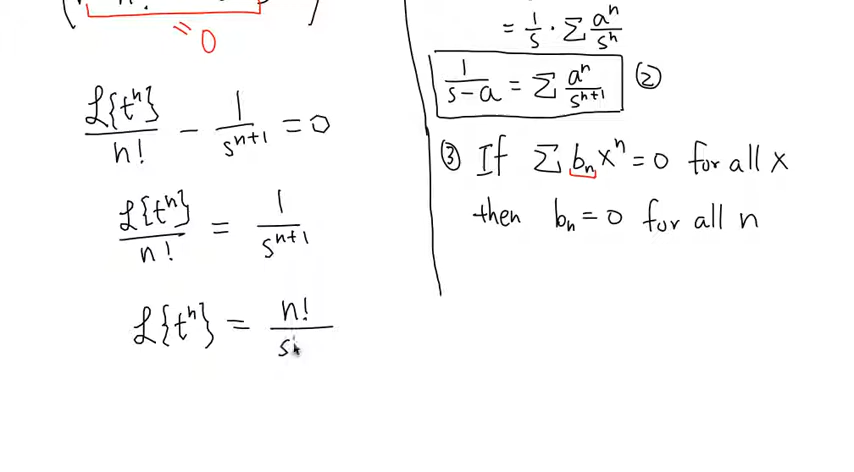 = 0
ℒ{tⁿ}/n! − 1/sⁿ⁺¹ = 0
ℒ{tⁿ}/n! = 1/sⁿ⁺¹
ℒ{tⁿ} = n!/s
= 1/s · Σ aⁿ/sⁿ
1/(s−a) = Σ aⁿ/sⁿ⁺¹ ②
③ If Σ bₙxⁿ = 0 for all x
then bₙ = 0 for all n